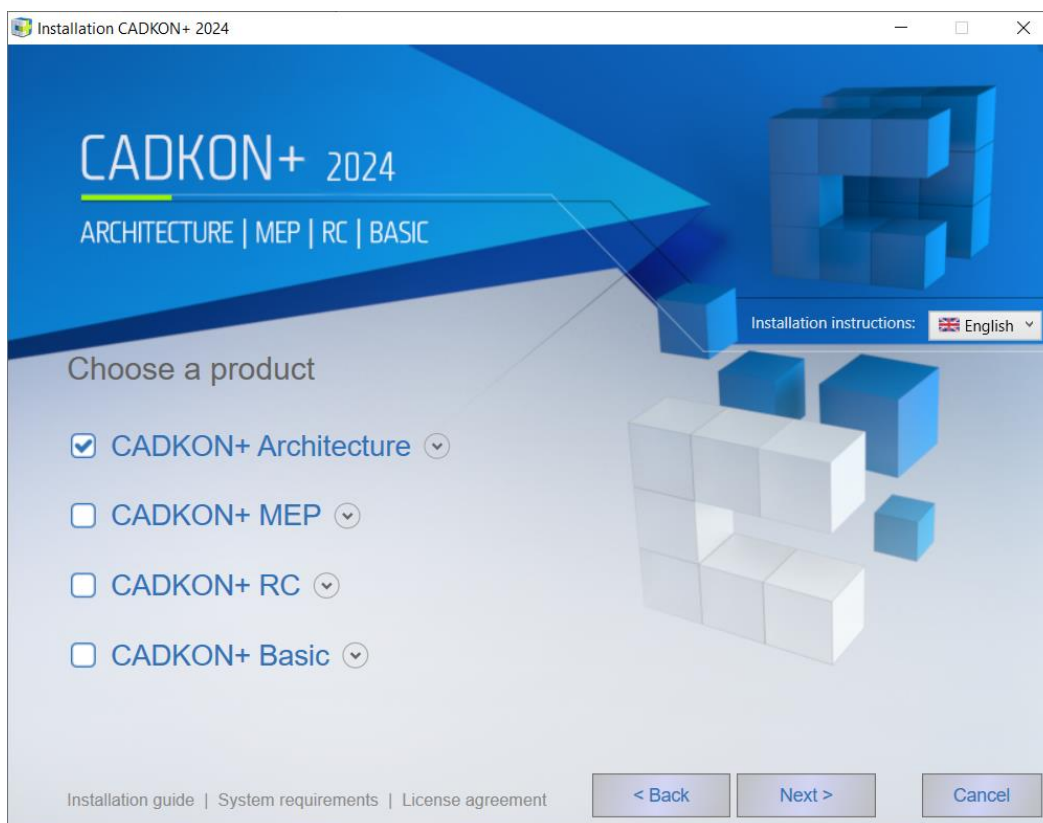 Installation CADKON+ 2024
CADKON+ 2024
ARCHITECTURE | MEP | RC | BASIC
Installation instructions: English
Choose a product
CADKON+ Architecture
CADKON+ MEP
CADKON+ RC
CADKON+ Basic
Installation guide | System requirements | License agreement
< Back Next > Cancel